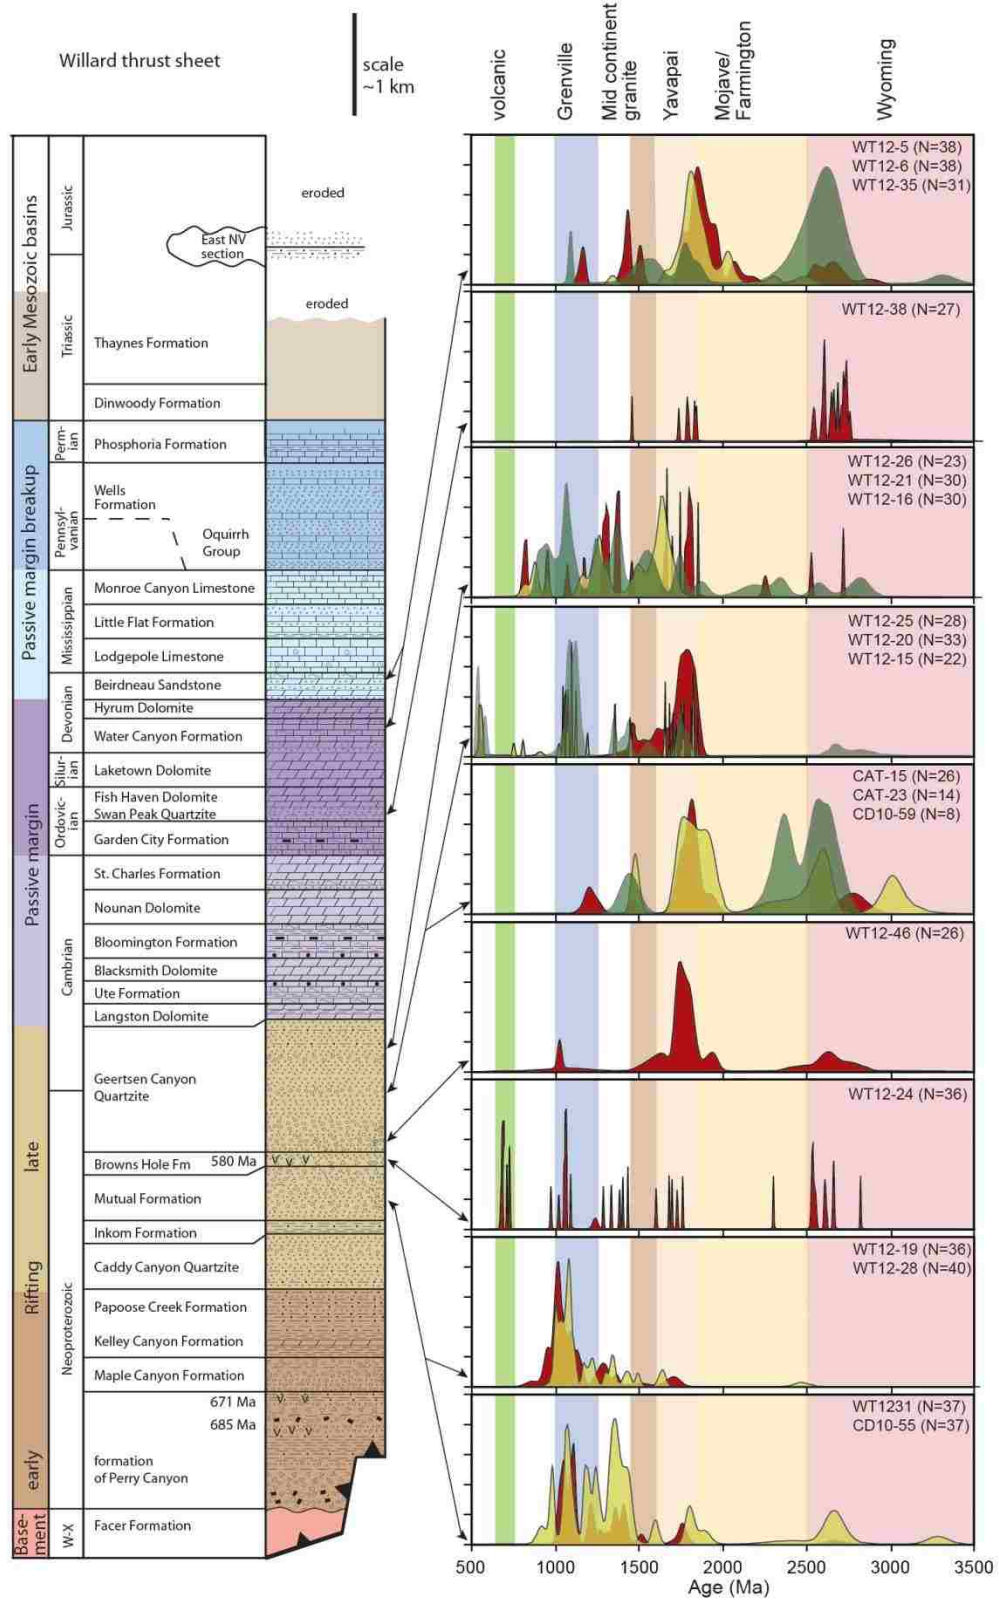 Willard thrust sheet
scale
~1 km
volcanic
Grenville
Mid continent
granite
Yavapai
Mojave/
Farmington
Wyoming
Early Mesozoic basins
Passive margin breakup
Passive margin
late
Rifting
early
Base-
ment
Jurassic
Triassic
Perm-
ian
Pennsyl-
vanian
Mississippian
Devonian
Silur-
ian
Ordovic-
ian
Cambrian
Neoproterozoic
W-X
eroded
East NV
section
eroded
Thaynes Formation
Dinwoody Formation
Phosphoria Formation
Wells
Formation
Oquirrh
Group
Monroe Canyon Limestone
Little Flat Formation
Lodgepole Limestone
Beirdneau Sandstone
Hyrum Dolomite
Water Canyon Formation
Laketown Dolomite
Fish Haven Dolomite
Swan Peak Quartzite
Garden City Formation
St. Charles Formation
Nounan Dolomite
Bloomington Formation
Blacksmith Dolomite
Ute Formation
Langston Dolomite
Geertsen Canyon
Quartzite
Browns Hole Fm 580 Ma
Mutual Formation
Inkom Formation
Caddy Canyon Quartzite
Papoose Creek Formation
Kelley Canyon Formation
Maple Canyon Formation
671 Ma
685 Ma
formation
of Perry Canyon
Facer Formation
WT12-5 (N=38)
WT12-6 (N=38)
WT12-35 (N=31)
WT12-38 (N=27)
WT12-26 (N=23)
WT12-21 (N=30)
WT12-16 (N=30)
WT12-25 (N=28)
WT12-20 (N=33)
WT12-15 (N=22)
CAT-15 (N=26)
CAT-23 (N=14)
CD10-59 (N=8)
WT12-46 (N=26)
WT12-24 (N=36)
WT12-19 (N=36)
WT12-28 (N=40)
WT1231 (N=37)
CD10-55 (N=37)
500 1000 1500 2000 2500 3000 3500
Age (Ma)